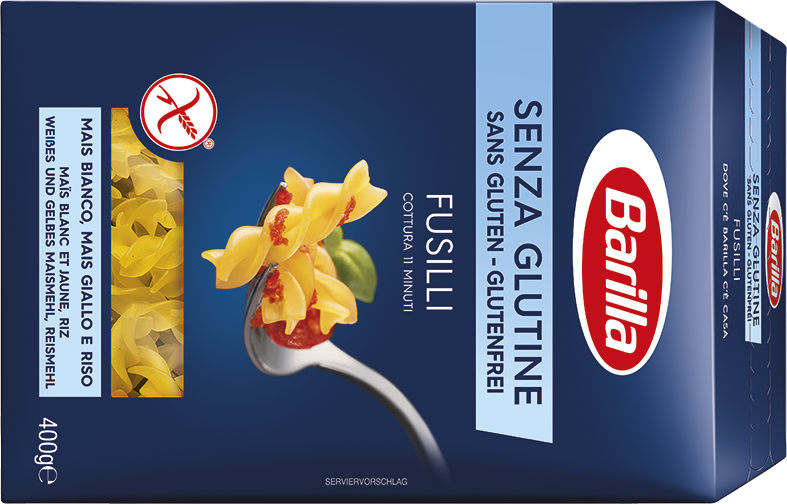 FUSILLI
DOVE C'È BARILLA C'È CASA
SENZA GLUTINE
SANS GLUTEN - GLUTENFREI
Barilla
Barilla
SENZA GLUTINE
SANS GLUTEN - GLUTENFREI
FUSILLI
COTTURA 11 MINUTI
®
MAIS BIANCO, MAIS GIALLO E RISO
MAÏS BLANC ET JAUNE, RIZ
WEIßES UND GELBES MAISMEHL, REISMEHL
400g℮
SERVIERVORSCHLAG